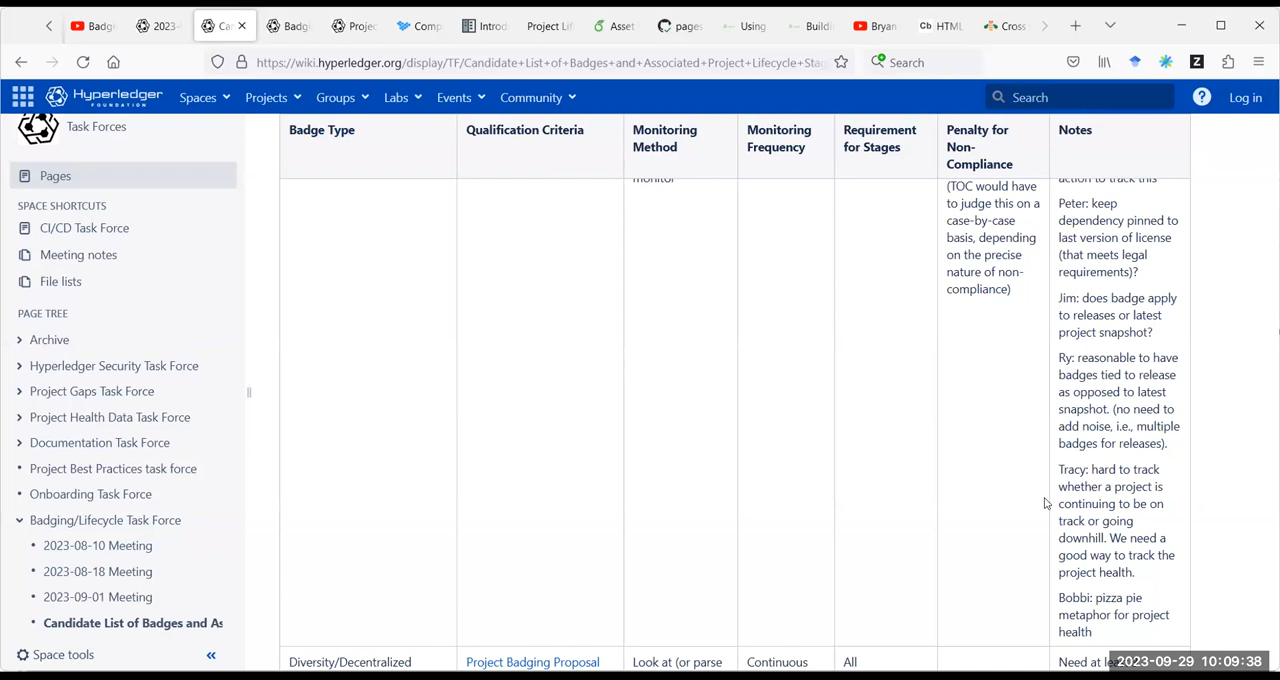 Badg
2023-
Can
Badg
Projec
Comp
Introd
Project Li
Asset
pages
Using
Buildi
Bryan
Cb HTML
Cross
https://wiki.hyperledger.org/display/TF/Candidate+List+of+Badges+and+Associated+Project+Lifecycle+Stag
Search
Hyperledger
FOUNDATION
Spaces
Projects
Groups
Labs
Events
Community
Search
Log in
Task Forces
Pages
SPACE SHORTCUTS
CI/CD Task Force
Meeting notes
File lists
PAGE TREE
Archive
Hyperledger Security Task Force
Project Gaps Task Force
Project Health Data Task Force
Documentation Task Force
Project Best Practices task force
Onboarding Task Force
Badging/Lifecycle Task Force
2023-08-10 Meeting
2023-08-18 Meeting
2023-09-01 Meeting
Candidate List of Badges and As
Space tools
Badge Type
Qualification Criteria
Monitoring
Method
Monitoring
Frequency
Requirement
for Stages
Penalty for
Non-
Compliance
Notes
monitor
(TOC would have
to judge this on a
case-by-case
basis, depending
on the precise
nature of non-
compliance)
action to track this
Peter: keep
dependency pinned to
last version of license
(that meets legal
requirements)?
Jim: does badge apply
to releases or latest
project snapshot?
Ry: reasonable to have
badges tied to release
as opposed to latest
snapshot. (no need to
add noise, i.e., multiple
badges for releases).
Tracy: hard to track
whether a project is
continuing to be on
track or going
downhill. We need a
good way to track the
project health.
Bobbi: pizza pie
metaphor for project
health
Diversity/Decentralized
Project Badging Proposal
Look at (or parse
Continuous
All
Need at
2023-09-29 10:09:38